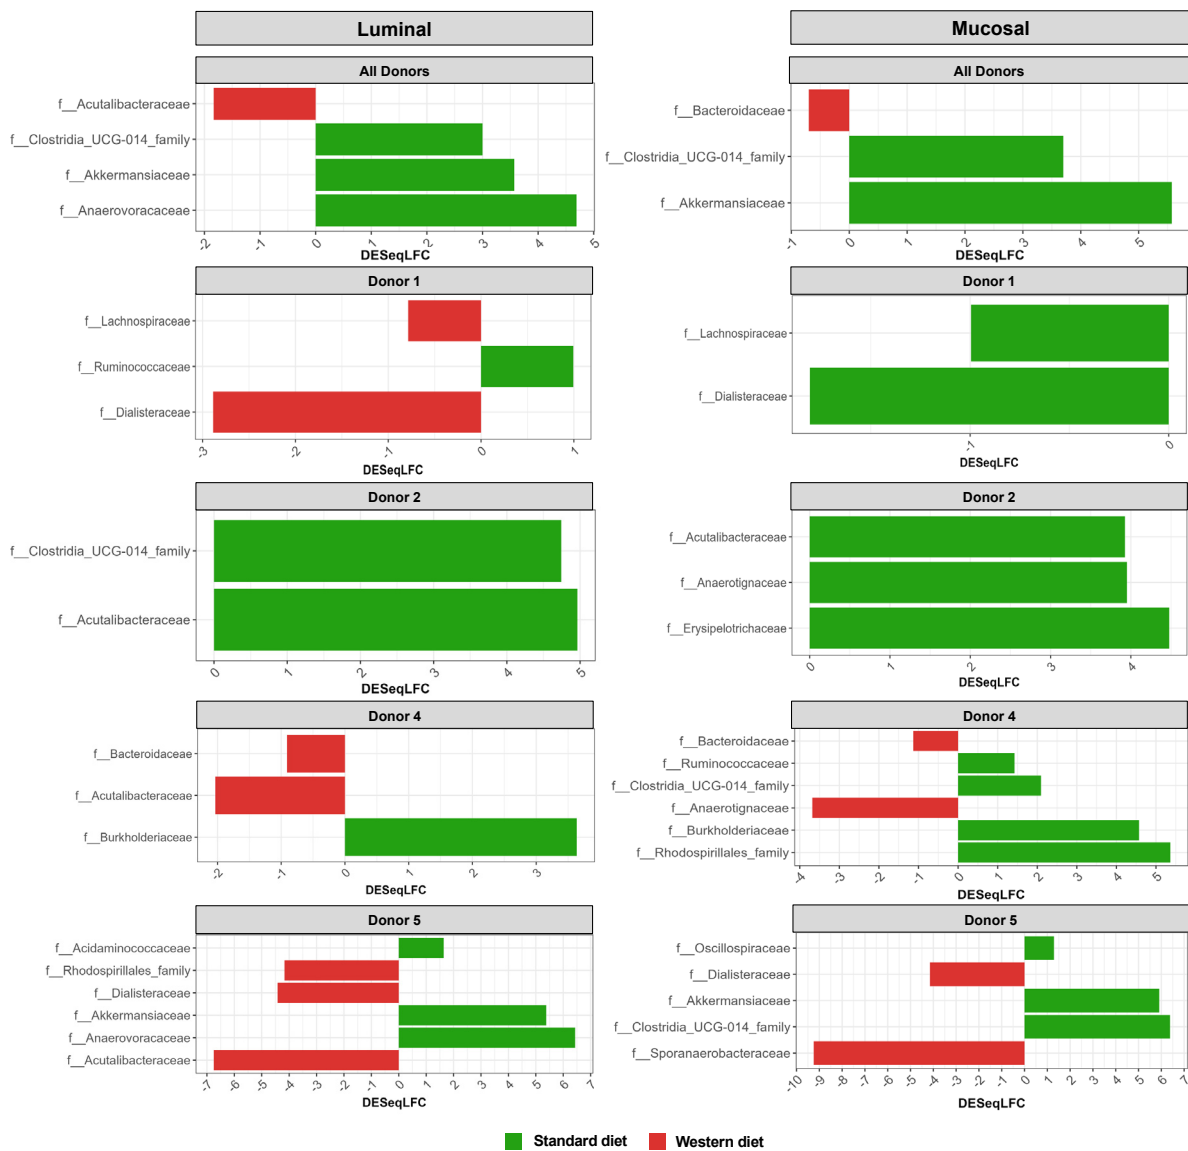 Luminal
All Donors
f__Acutalibacteraceae
f__Clostridia_UCG-014_family
f__Akkermansiaceae
f__Anaerovoracaceae
-2 -1 0 1 2 3 4 5
DESeqLFC
Donor 1
f__Lachnospiraceae
f__Ruminococcaceae
f__Dialisteraceae
-3 -2 -1 0 1
DESeqLFC
Donor 2
f__Clostridia_UCG-014_family
f__Acutalibacteraceae
0 1 2 3 4 5
DESeqLFC
Donor 4
f__Bacteroidaceae
f__Acutalibacteraceae
f__Burkholderiaceae
-2 -1 0 1 2 3
DESeqLFC
Donor 5
f__Acidaminococcaceae
f__Rhodospirillales_family
f__Dialisteraceae
f__Akkermansiaceae
f__Anaerovoracaceae
f__Acutalibacteraceae
-7 -6 -5 -4 -3 -2 -1 0 1 2 3 4 5 6 7
DESeqLFC
Mucosal
All Donors
f__Bacteroidaceae
f__Clostridia_UCG-014_family
f__Akkermansiaceae
-1 0 1 2 3 4 5
DESeqLFC
Donor 1
f__Lachnospiraceae
f__Dialisteraceae
-1 0
DESeqLFC
Donor 2
f__Acutalibacteraceae
f__Anaerotignaceae
f__Erysipelotrichaceae
0 1 2 3 4
DESeqLFC
Donor 4
f__Bacteroidaceae
f__Ruminococcaceae
f__Clostridia_UCG-014_family
f__Anaerotignaceae
f__Burkholderiaceae
f__Rhodospirillales_family
-4 -3 -2 -1 0 1 2 3 4 5
DESeqLFC
Donor 5
f__Oscillospiraceae
f__Dialisteraceae
f__Akkermansiaceae
f__Clostridia_UCG-014_family
f__Sporanaerobacteraceae
-10 -9 -8 -7 -6 -5 -4 -3 -2 -1 0 1 2 3 4 5 6 7
DESeqLFC
Standard diet Western diet